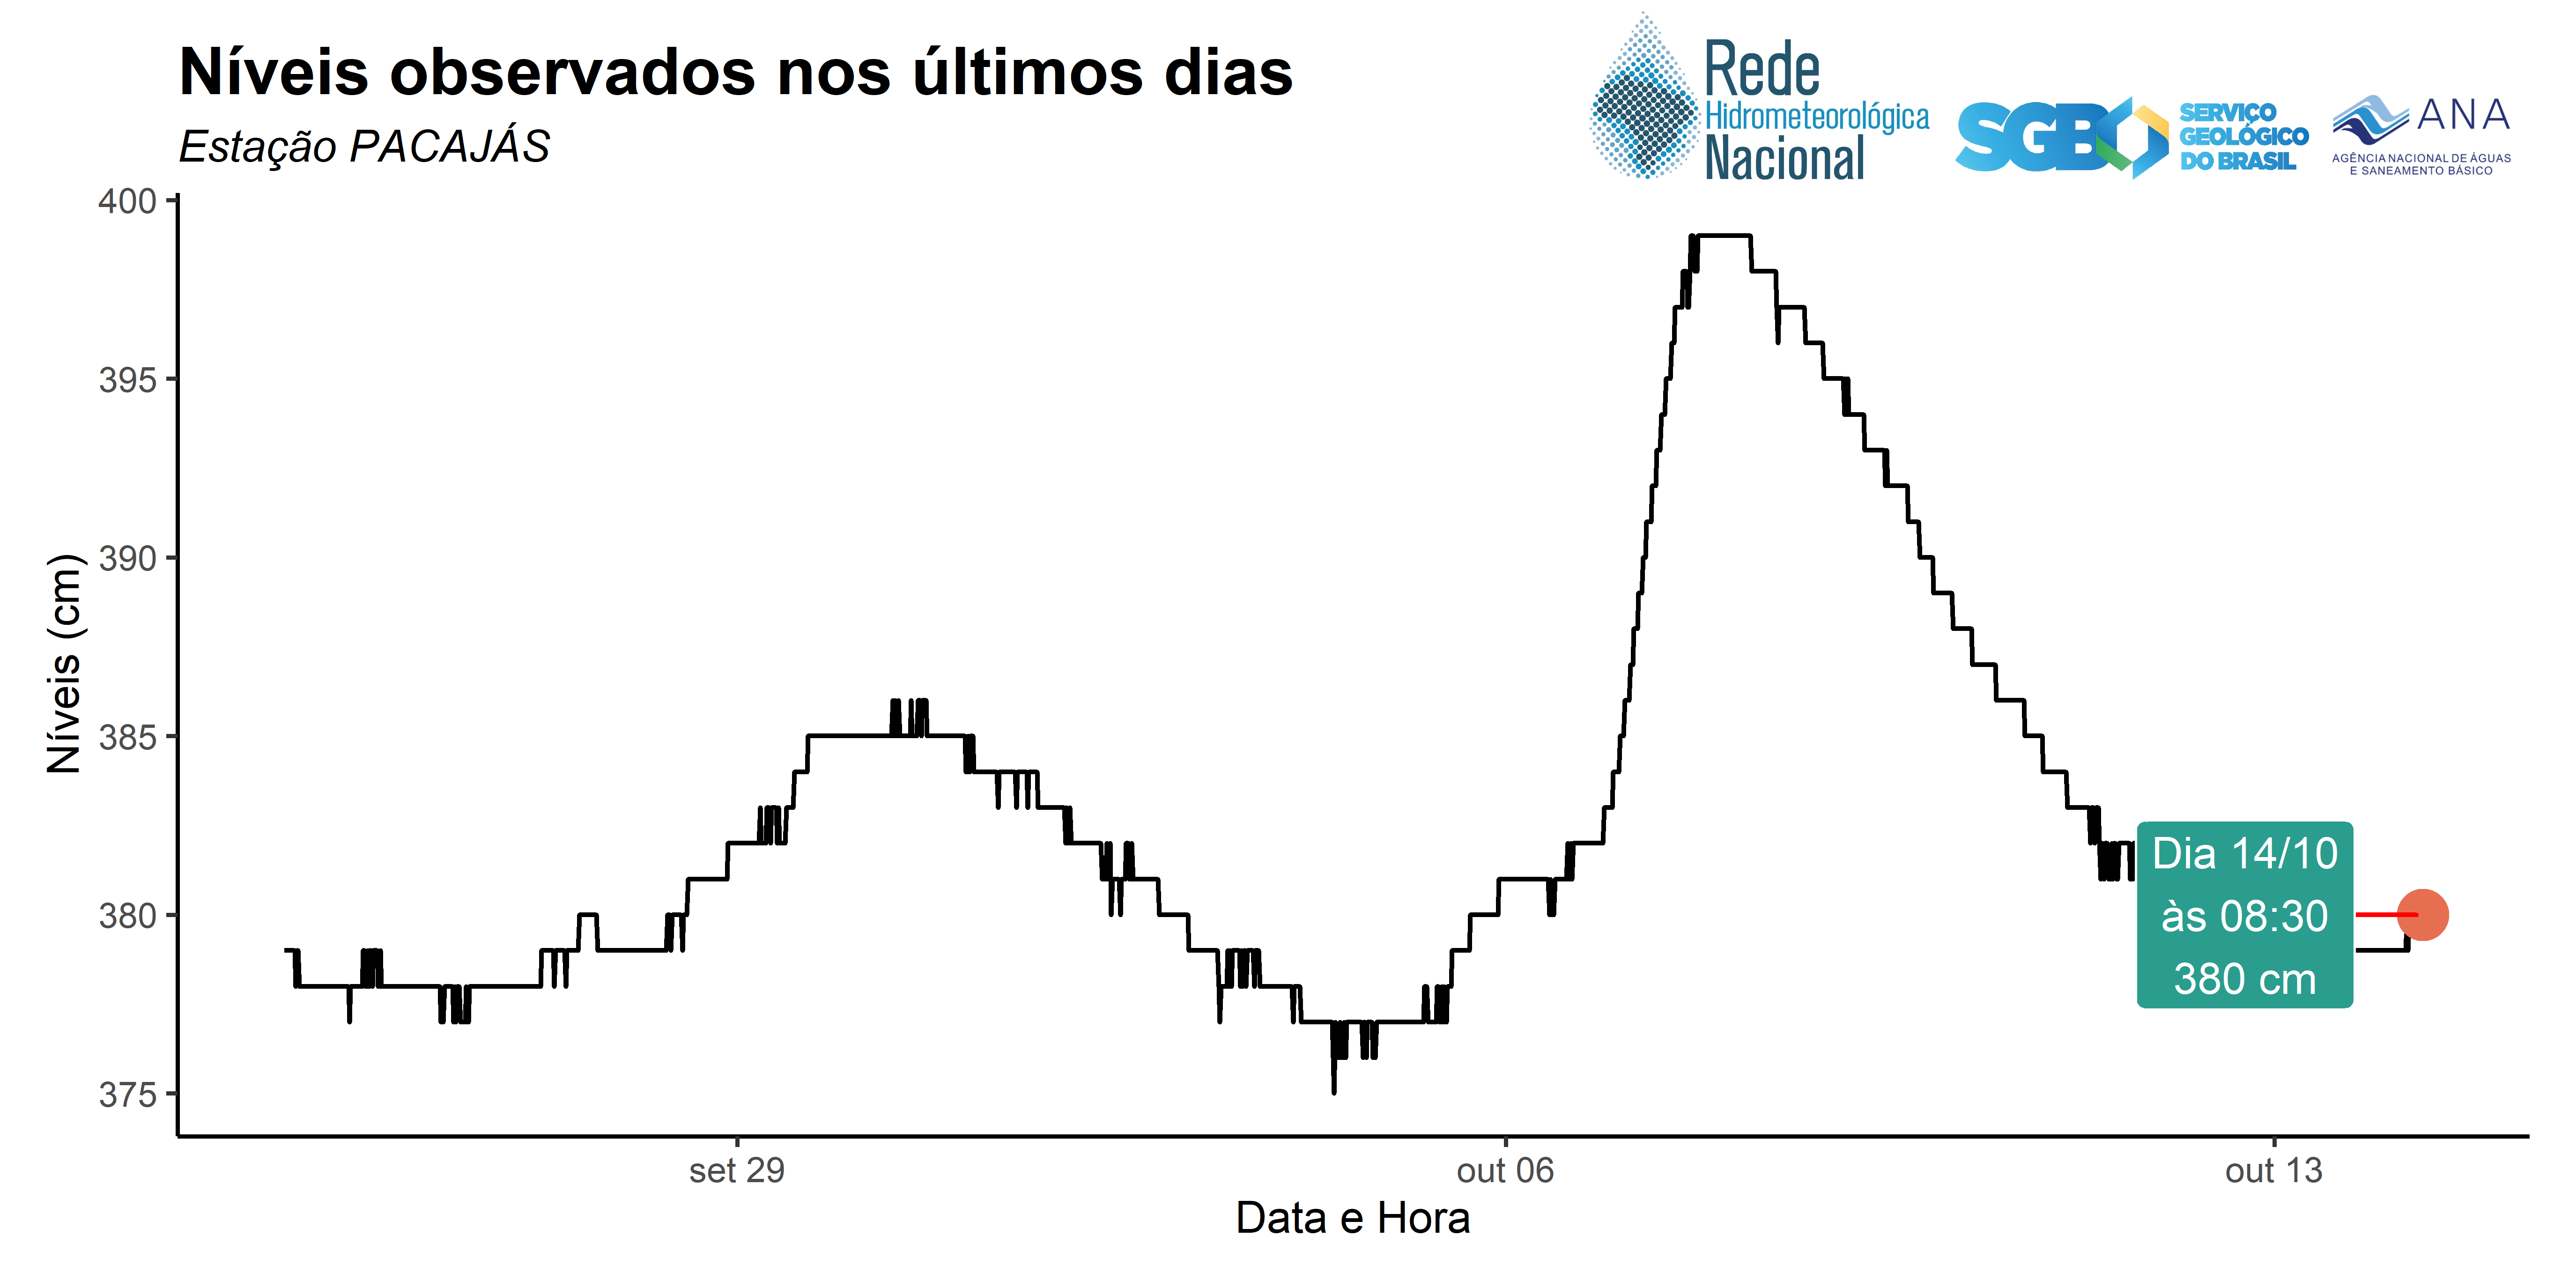 Níveis observados nos últimos dias
Estação PACAJÁS
Rede
Hidrometeorológica
Nacional
SGB
SERVIÇO
GEOLÓGICO
DO BRASIL
ANA
AGÊNCIA NACIONAL DE ÁGUAS
E SANEAMENTO BÁSICO
400
395
390
385
380
375
Níveis (cm)
Dia 14/10
às 08:30
380 cm
set 29
out 06
out 13
Data e Hora